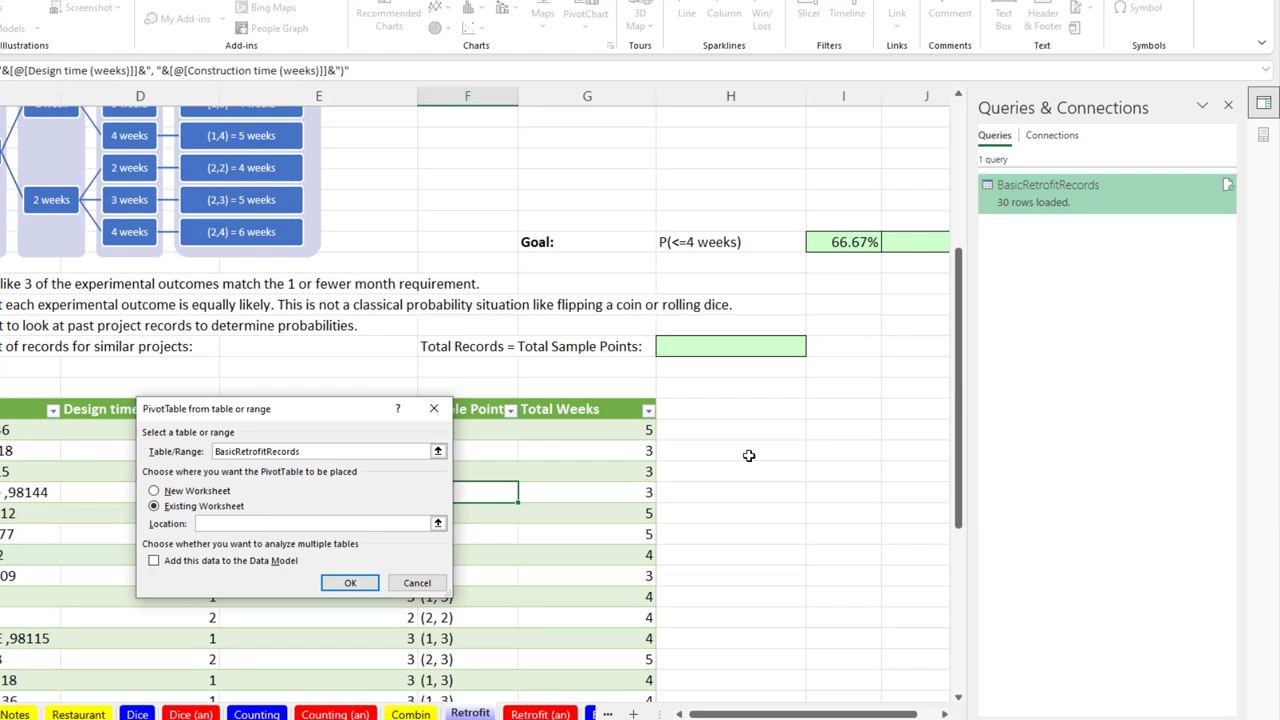 Screenshot
Bing Maps
Symbol
Models
My Add-ins
People Graph
Recommended
Charts
Maps
PivotChart
3D
Map
Line
Column
Win/
Loss
Slicer
Timeline
Link
Comment
Text
Box
Header
& Footer
Illustrations
Add-ins
Charts
Tours
Sparklines
Filters
Links
Comments
Text
Symbols
"&[@[Design time (weeks)]]&", "&[@[Construction time (weeks)]]&")"
D E F G H I J
4 weeks (1,4) = 5 weeks
2 weeks (2,2) = 4 weeks
2 weeks 3 weeks (2,3) = 5 weeks
4 weeks (2,4) = 6 weeks
Goal: P(<=4 weeks) 66.67%
like 3 of the experimental outcomes match the 1 or fewer month requirement.
t each experimental outcome is equally likely. This is not a classical probability situation like flipping a coin or rolling dice.
t to look at past project records to determine probabilities.
t of records for similar projects: Total Records = Total Sample Points:
Design time le Point Total Weeks
46 5
18 3
15 3
,98144 3
12 5
77 5
2 4
09 3
1 3 (1, 3) 4
2 2 (2, 2) 4
E ,98115 1 3 (1, 3) 4
3 2 3 (2, 3) 5
18 1 3 (1, 3) 4
36 1 3 (1, 3) 4
PivotTable from table or range ?
Select a table or range
Table/Range: BasicRetrofitRecords
Choose where you want the PivotTable to be placed
New Worksheet
Existing Worksheet
Location:
Choose whether you want to analyze multiple tables
Add this data to the Data Model
OK Cancel
Queries & Connections
Queries Connections
1 query
BasicRetrofitRecords
30 rows loaded.
Notes Restaurant Dice Dice (an) Counting Counting (an) Combin Retrofit Retrofit (an)